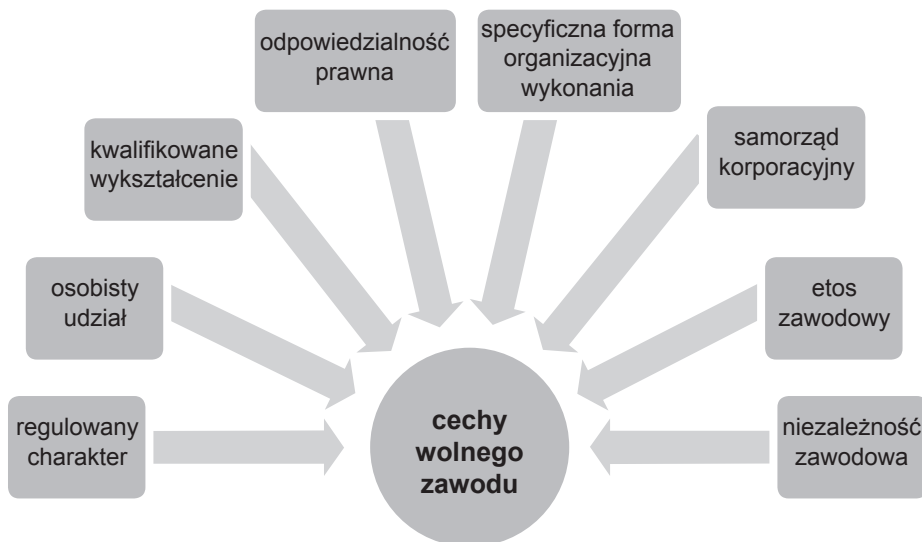 odpowiedzialność
prawna
specyficzna forma
organizacyjna
wykonania
kwalifikowane
wykształcenie
samorząd
korporacyjny
osobisty
udział
etos
zawodowy
regulowany
charakter
cechy
wolnego
zawodu
niezależność
zawodowa